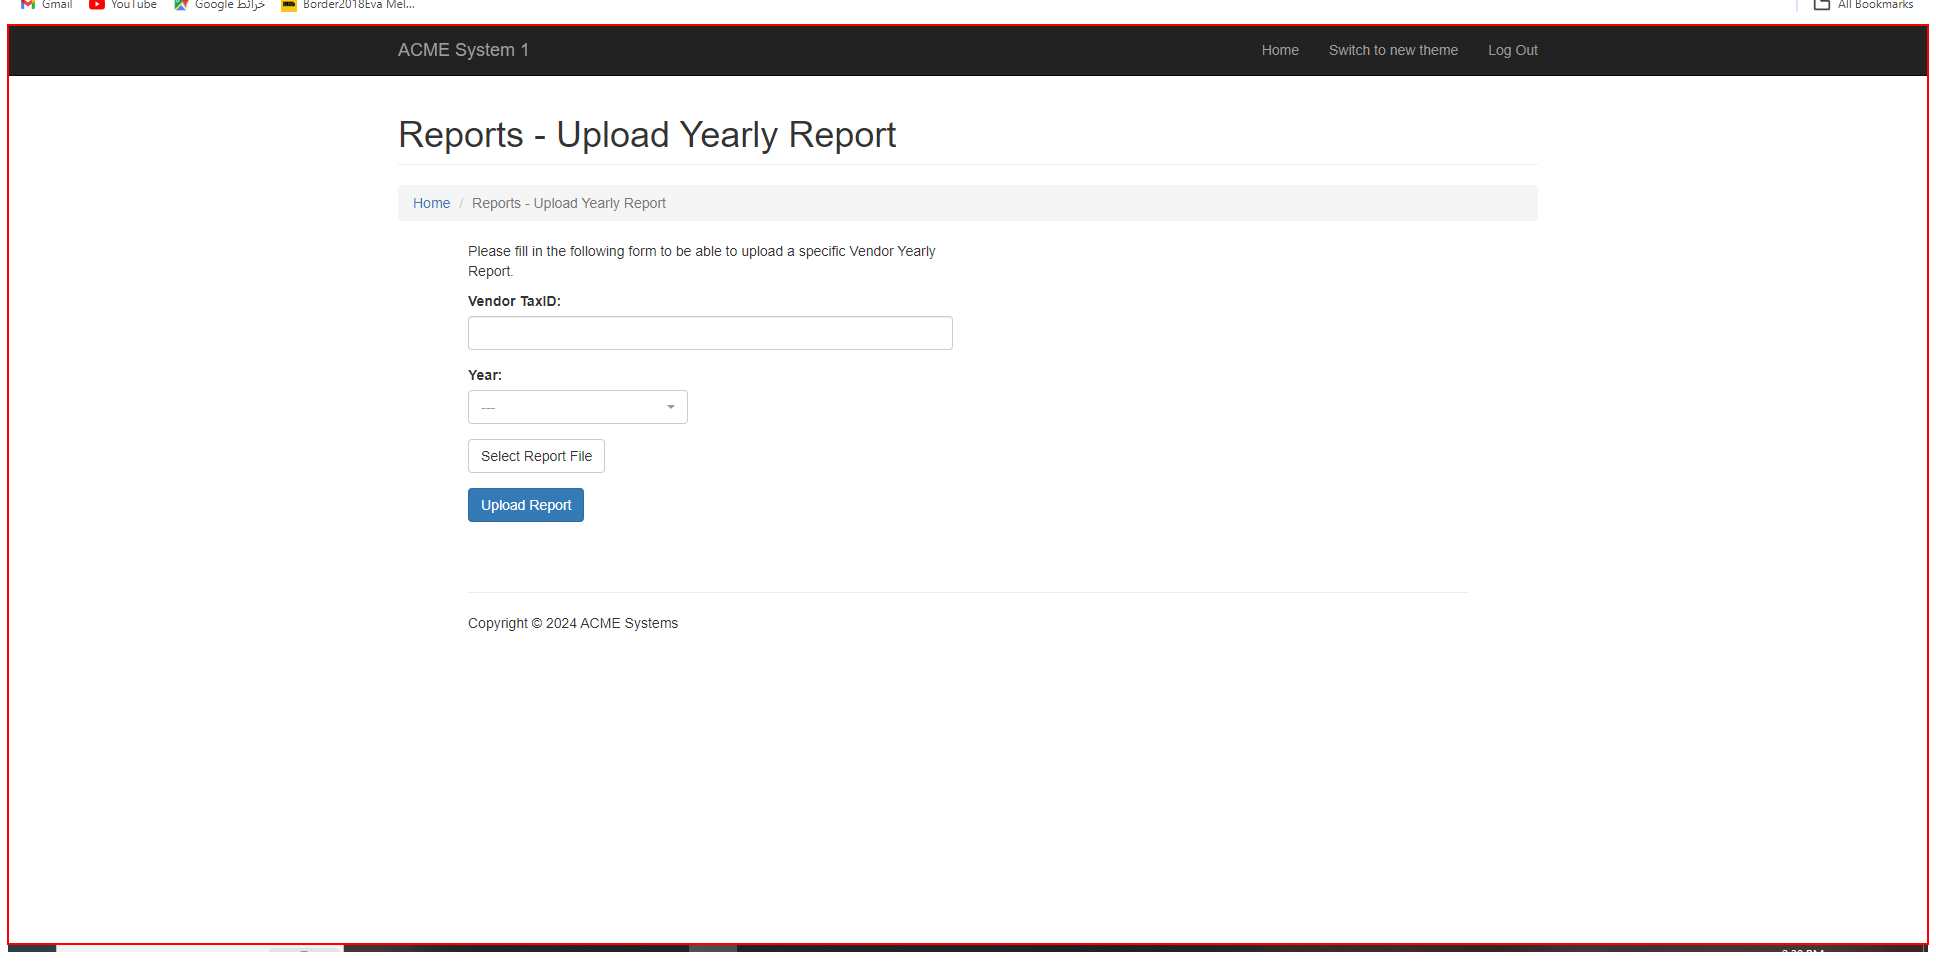 Gmail YouTube خرائط Google Border2018Eva Mel... All Bookmarks
ACME System 1 Home Switch to new theme Log Out
Reports - Upload Yearly Report
Home / Reports - Upload Yearly Report
Please fill in the following form to be able to upload a specific Vendor Yearly
Report.
Vendor TaxID:
Year:
---
Select Report File
Upload Report
Copyright © 2024 ACME Systems